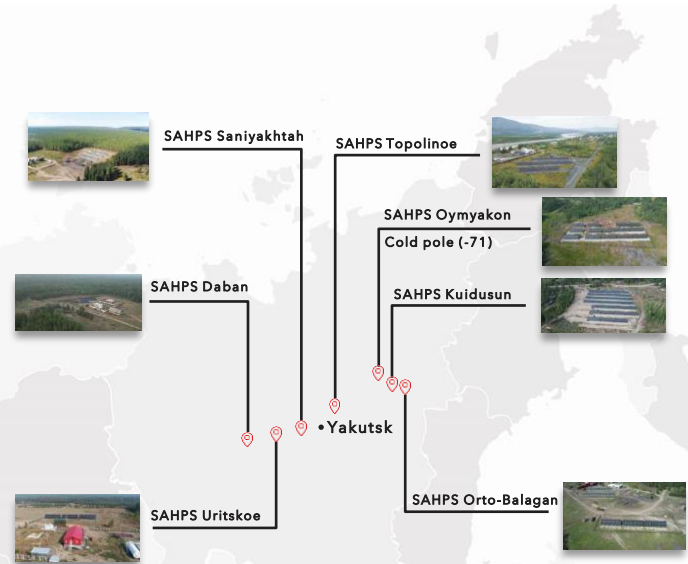 SAHPS Saniyakhtah
SAHPS Topolinoe
SAHPS Oymyakon
Cold pole (-71)
SAHPS Daban
SAHPS Kuidusun
•Yakutsk
SAHPS Orto-Balagan
SAHPS Uritskoe